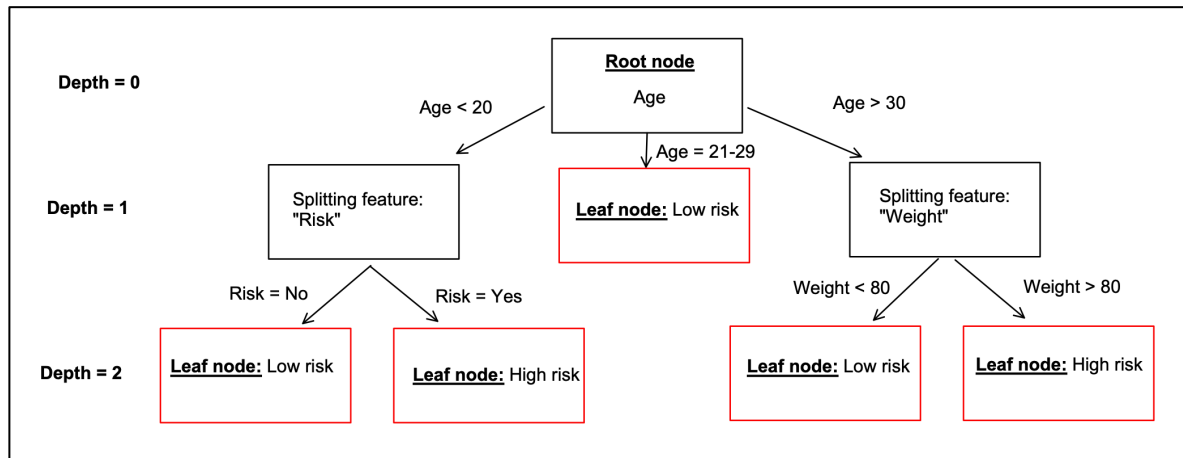 Root node
Depth = 0
Age
Age < 20
Age > 30
Age = 21-29
Splitting feature:
"Risk"
Depth = 1
Leaf node: Low risk
Splitting feature:
"Weight"
Risk = No
Risk = Yes
Weight < 80
Weight > 80
Depth = 2
Leaf node: Low risk
Leaf node: High risk
Leaf node: Low risk
Leaf node: High risk